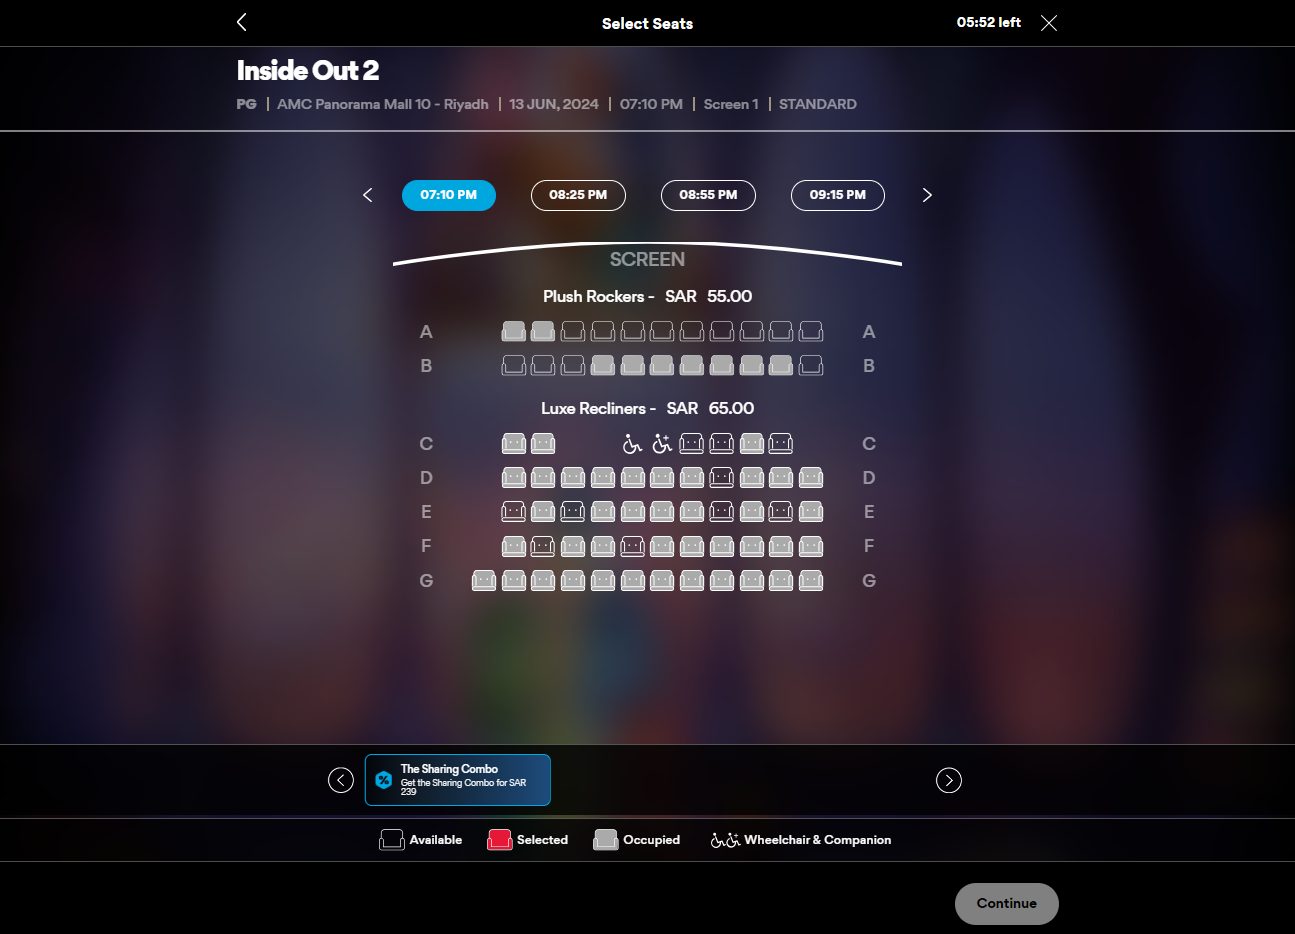 Select Seats
05:52 left
Inside Out 2
PG | AMC Panorama Mall 10 - Riyadh | 13 JUN, 2024 | 07:10 PM | Screen 1 | STANDARD
07:10 PM 08:25 PM 08:55 PM 09:15 PM
SCREEN
Plush Rockers - SAR 55.00
A A
B B
Luxe Recliners - SAR 65.00
C C
D D
E E
F F
G G
The Sharing Combo
Get the Sharing Combo for SAR
239
Available Selected Occupied Wheelchair & Companion
Continue